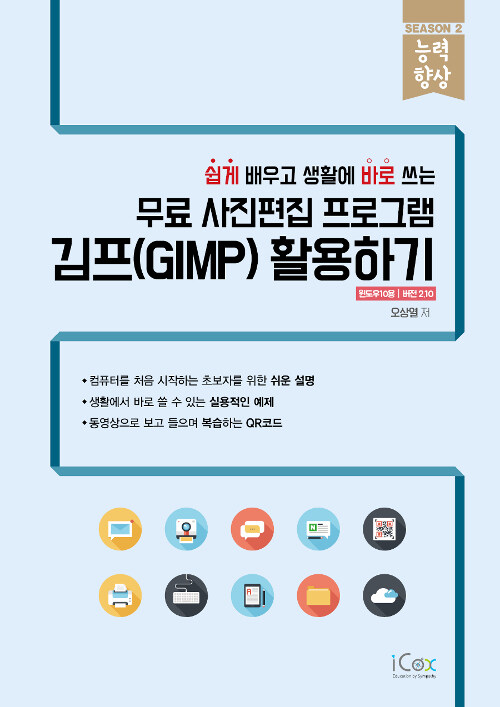 SEASON 2
능력
향상
쉽게 배우고 생활에 바로 쓰는
무료 사진편집 프로그램
김프(GIMP) 활용하기
윈도우10용 | 버전 2.10
오상열 저
컴퓨터를 처음 시작하는 초보자를 위한 쉬운 설명
생활에서 바로 쓸 수 있는 실용적인 예제
동영상으로 보고 들으며 복습하는 QR코드
N
A
iCox
Education by Sympathy